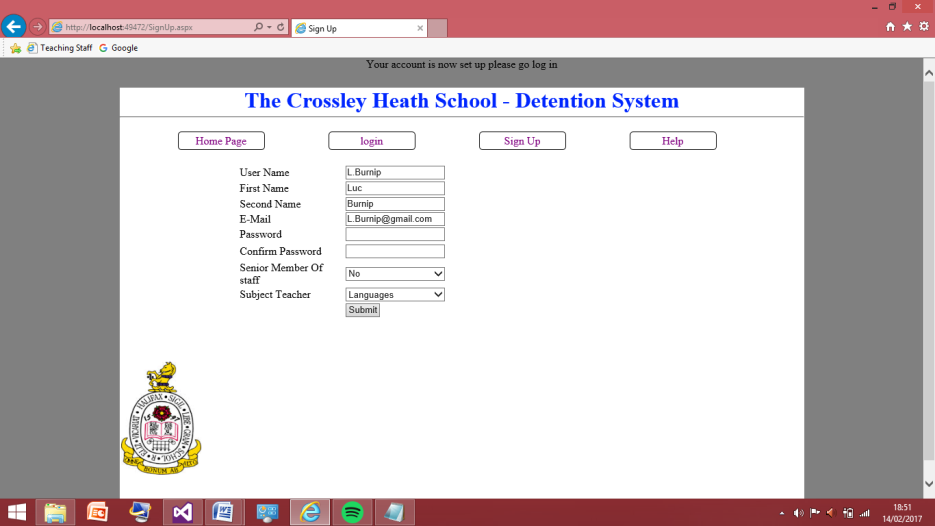 http://localhost:49472/SignUp.aspx
Sign Up
Teaching Staff
Google
Your account is now set up please go log in
The Crossley Heath School - Detention System
Home Page
login
Sign Up
Help
User Name L.Burnip
First Name Luc
Second Name Burnip
E-Mail L.Burnip@gmail.com
Password
Confirm Password
Senior Member Of
staff No
Subject Teacher Languages
Submit
18:51
14/02/2017